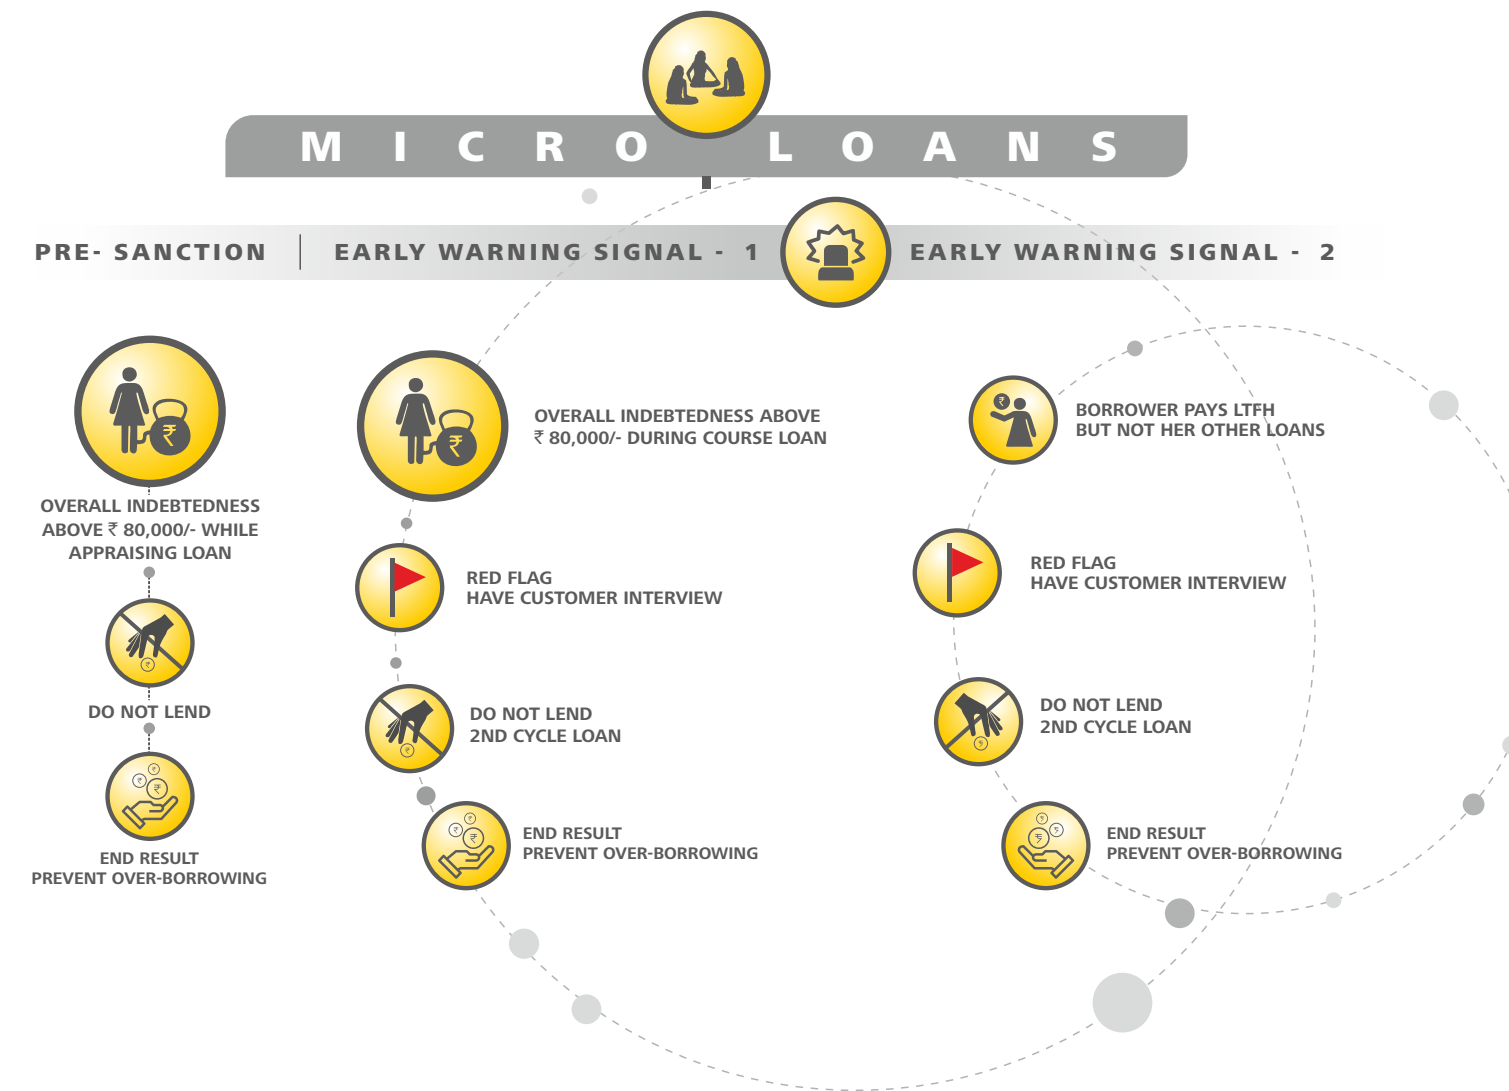 MICRO LOANS
PRE- SANCTION
EARLY WARNING SIGNAL - 1
EARLY WARNING SIGNAL - 2
OVERALL INDEBTEDNESS
ABOVE ₹ 80,000/- WHILE
APPRAISING LOAN
DO NOT LEND
END RESULT
PREVENT OVER-BORROWING
OVERALL INDEBTEDNESS ABOVE
₹ 80,000/- DURING COURSE LOAN
RED FLAG
HAVE CUSTOMER INTERVIEW
DO NOT LEND
2ND CYCLE LOAN
END RESULT
PREVENT OVER-BORROWING
BORROWER PAYS LTFH
BUT NOT HER OTHER LOANS
RED FLAG
HAVE CUSTOMER INTERVIEW
DO NOT LEND
2ND CYCLE LOAN
END RESULT
PREVENT OVER-BORROWING